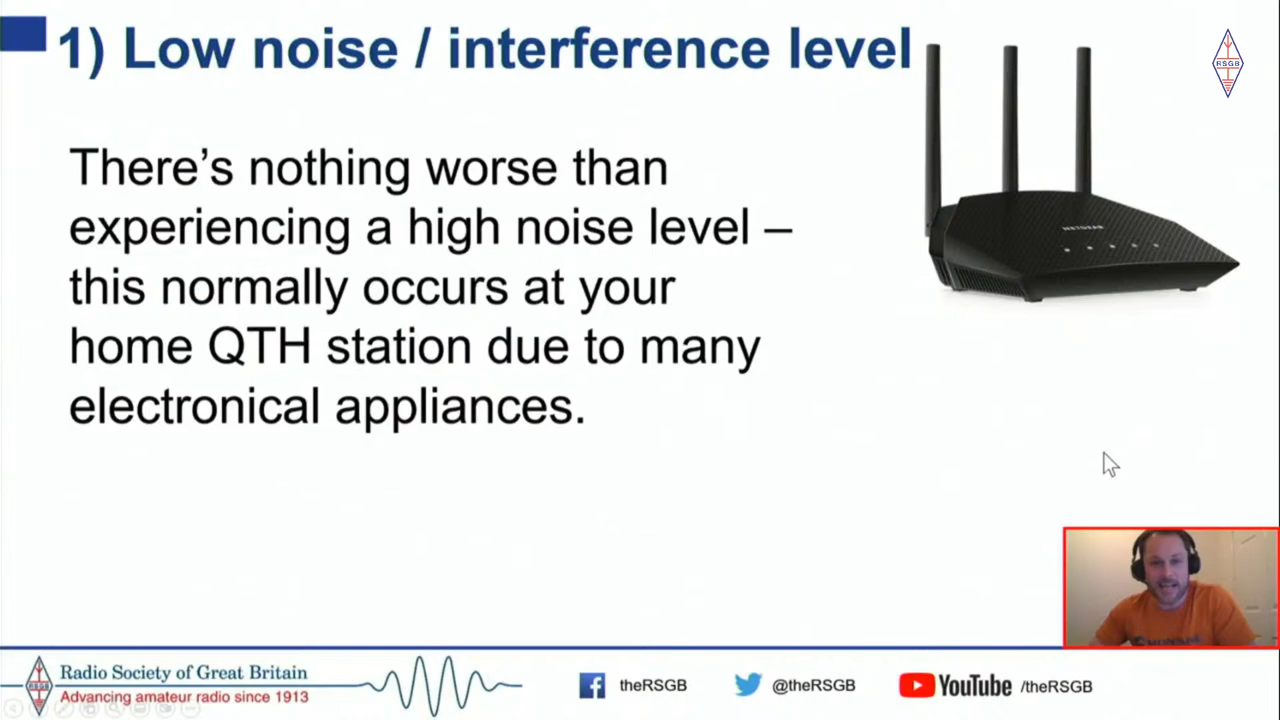 1) Low noise / interference level
RSGB
There's nothing worse than
experiencing a high noise level –
this normally occurs at your
home QTH station due to many
electronical appliances.
NETGEAR
RSGB
Radio Society of Great Britain
Advancing amateur radio since 1913
theRSGB
@theRSGB
YouTube /theRSGB